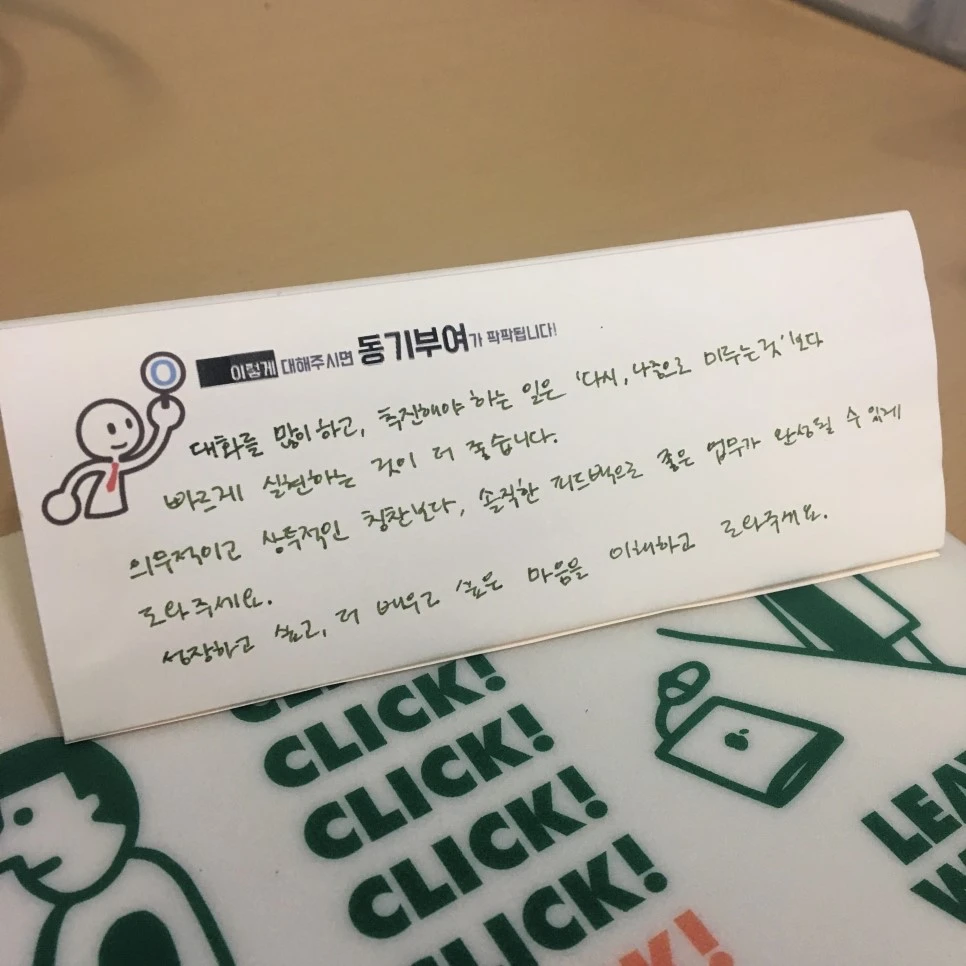 이렇게 대해주시면 동기부여가 팍팍됩니다!
대화를 많이 하고, 촉진해야 하는 일은 '다시, 나중으로 미루는 것' 보다
빠르게 실현하는 것이 더 좋습니다.
의무적이고 상투적인 칭찬보다, 솔직한 피드백으로 좋은 업무가 완성될 수 있게
도와주세요.
성장하고 싶고, 더 배우고 싶은 마음을 이해하고 도와주세요.
CLICK!
CLICK!
CLICK!
CLICK!
K!
LEA
W